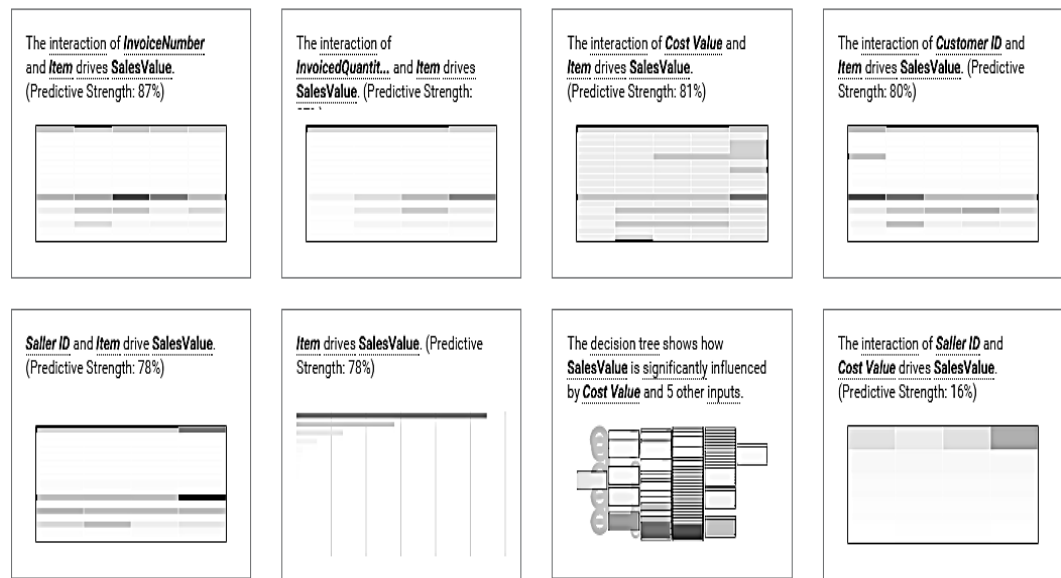 The interaction of InvoiceNumber
and Item drives SalesValue.
(Predictive Strength: 87%)
The interaction of
InvoicedQuantit... and Item drives
SalesValue. (Predictive Strength:
The interaction of Cost Value and
Item drives SalesValue.
(Predictive Strength: 81%)
The interaction of Customer ID and
Item drives SalesValue. (Predictive
Strength: 80%)
Saller ID and Item drive SalesValue.
(Predictive Strength: 78%)
Item drives SalesValue. (Predictive
Strength: 78%)
The decision tree shows how
SalesValue is significantly influenced
by Cost Value and 5 other inputs.
The interaction of Saller ID and
Cost Value drives SalesValue.
(Predictive Strength: 16%)